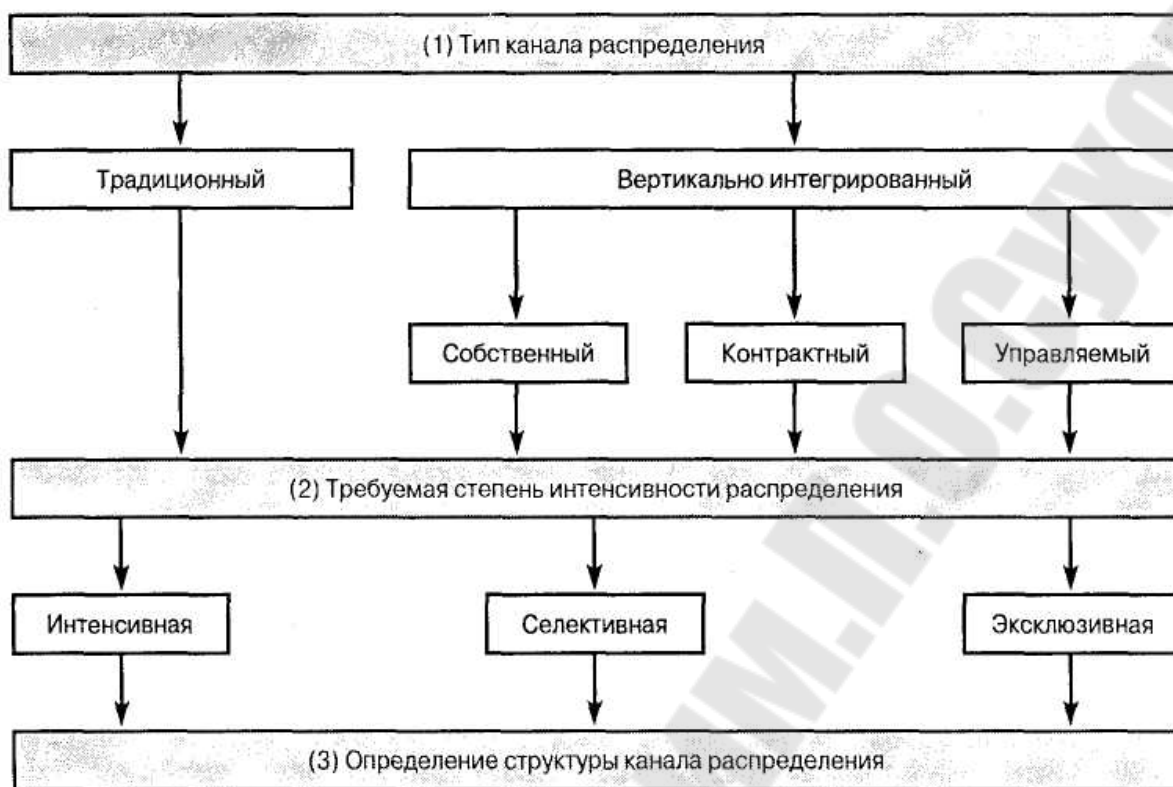 (1) Тип канала распределения
Традиционный
Вертикально интегрированный
Собственный
Контрактный
Управляемый
(2) Требуемая степень интенсивности распределения
Интенсивная
Селективная
Эксклюзивная
(3) Определение структуры канала распределения